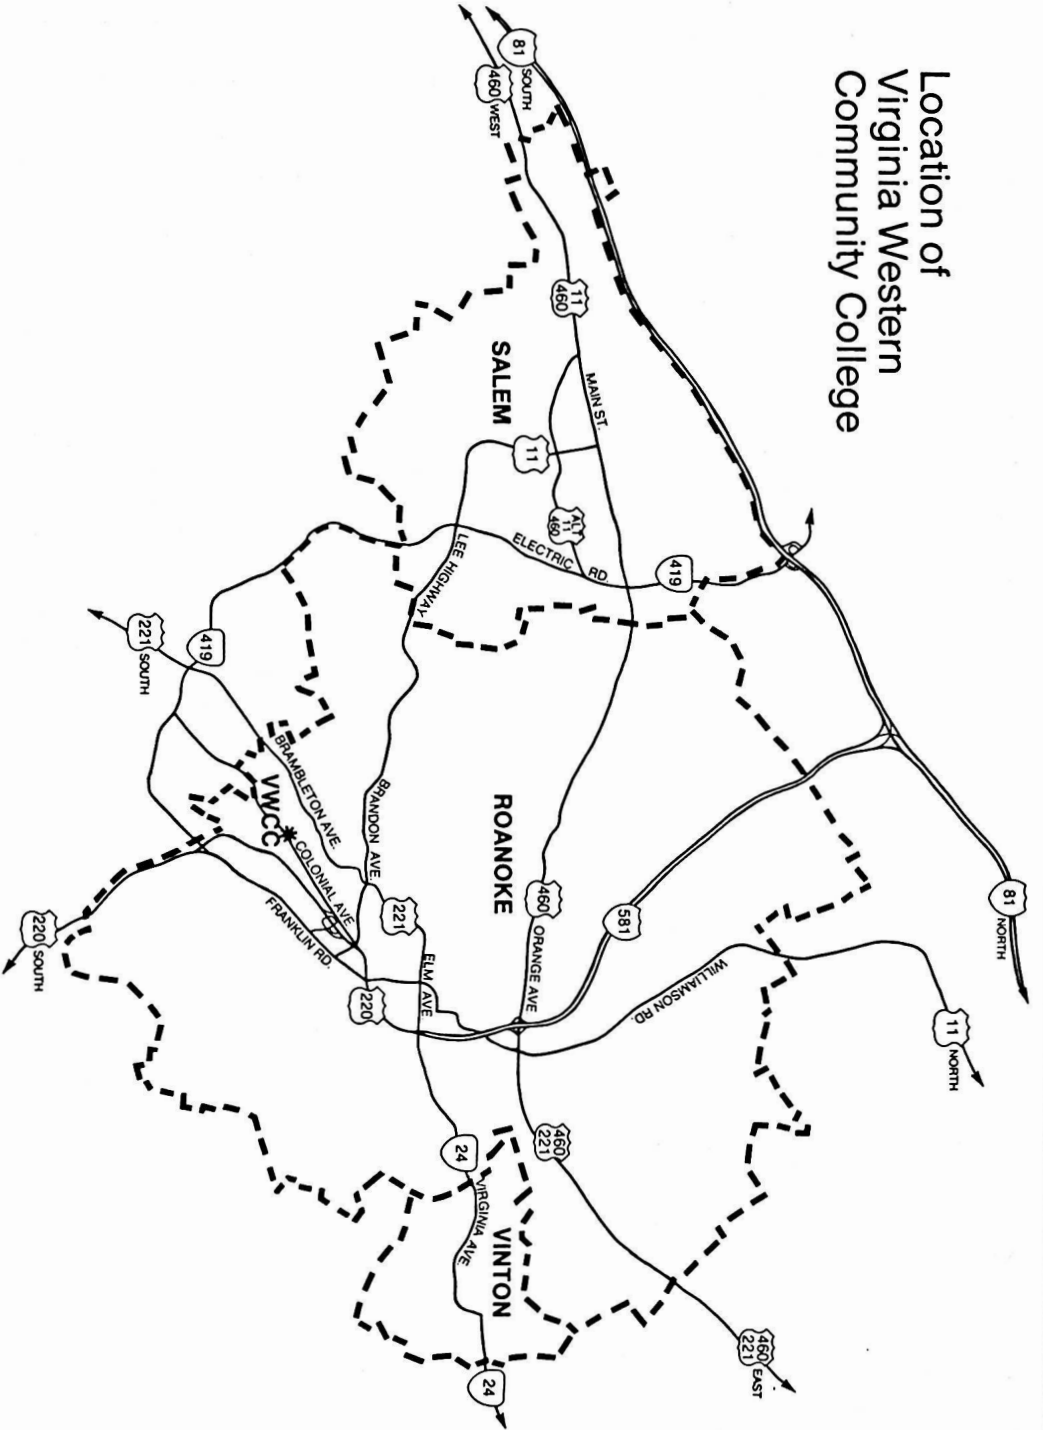 Location of
Virginia Western
Community College
81
SOUTH
460
WEST
11
460
SALEM
MAIN ST.
11
ALT
11
460
ELECTRIC RD.
419
LEE HIGHWAY
419
221
SOUTH
BRAMBLETON AVE.
VWCC
COLONIAL AVE.
FRANKLIN RD.
BRANDON AVE.
221
ELM AVE
220
220
SOUTH
ROANOKE
460
ORANGE AVE
581
WILLIAMSON RD.
81
NORTH
11
NORTH
460
221
24
VIRGINIA AVE.
VINTON
24
460
221
EAST